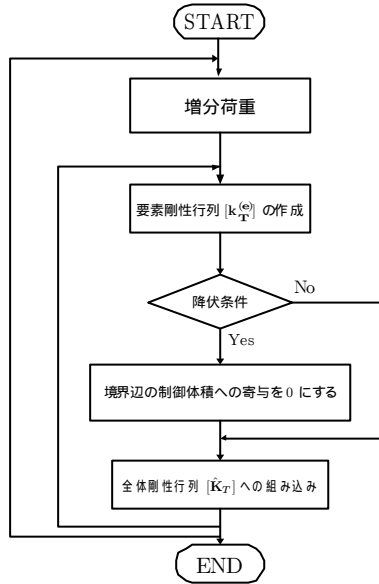 START
増分荷重
要素剛性行列 [k_T^(e)] の作成
降伏条件
No
Yes
境界辺の制御体積への寄与を0 にする
全体剛性行列 [K̂_T] への組み込み
END